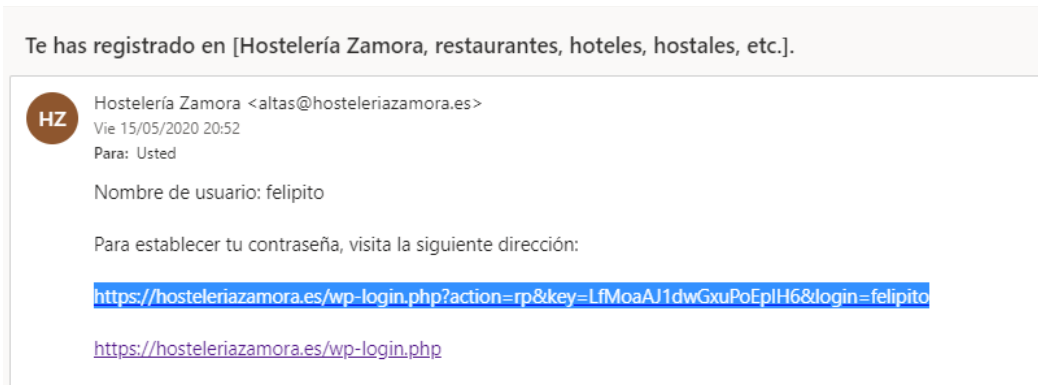 Te has registrado en [Hostelería Zamora, restaurantes, hoteles, hostales, etc.].
HZ
Hostelería Zamora <altas@hosteleriazamora.es>
Vie 15/05/2020 20:52
Para: Usted
Nombre de usuario: felipito
Para establecer tu contraseña, visita la siguiente dirección:
https://hosteleriazamora.es/wp-login.php?action=rp&key=LfMoaAJ1dwGxuPoEplH6&login=felipito
https://hosteleriazamora.es/wp-login.php